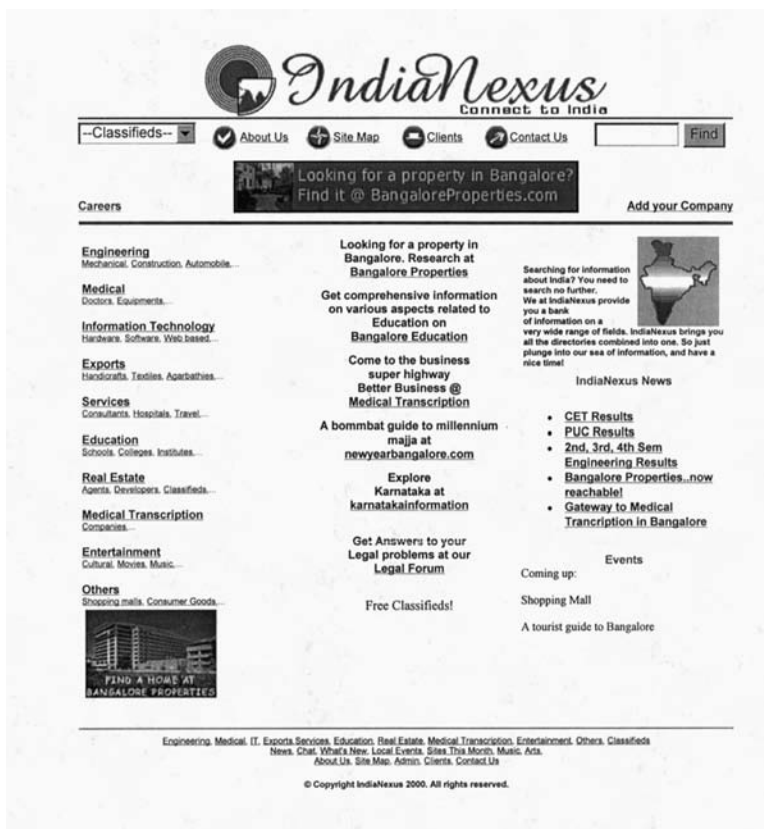 IndiaNexus
Connect to India
--Classifieds--
About Us
Site Map
Clients
Contact Us
Find
Looking for a property in Bangalore?
Find it @ BangaloreProperties.com
Careers
Add your Company
Engineering
Mechanical, Construction, Automobile,...
Medical
Doctors, Equipments,...
Information Technology
Hardware, Software, Web based,...
Exports
Handicrafts, Textiles, Agarbathies,...
Services
Consultants, Hospitals, Travel,...
Education
Schools, Colleges, Institutes,...
Real Estate
Agents, Developers, Classifieds,...
Medical Transcription
Companies,...
Entertainment
Cultural, Movies, Music,...
Others
Shopping malls, Consumer Goods,...
FIND A HOME AT
BANGALORE PROPERTIES
Looking for a property in
Bangalore. Research at
Bangalore Properties
Get comprehensive information
on various aspects related to
Education on
Bangalore Education
Come to the business
super highway
Better Business @
Medical Transcription
A bommbat guide to millennium
majja at
newyearbangalore.com
Explore
Karnataka at
karnatakainformation
Get Answers to your
Legal problems at our
Legal Forum
Free Classifieds!
Searching for information
about India? You need to
search no further.
We at IndiaNexus provide
you a bank
of information on a
very wide range of fields. IndiaNexus brings you
all the directories combined into one. So just
plunge into our sea of information, and have a
nice time!
IndiaNexus News
• CET Results
• PUC Results
• 2nd, 3rd, 4th Sem
Engineering Results
• Bangalore Properties..now
reachable!
• Gateway to Medical
Trancription in Bangalore
Events
Coming up:
Shopping Mall
A tourist guide to Bangalore
Engineering, Medical, IT, Exports,Services, Education, Real Estate, Medical Transcription, Entertainment, Others, Classifieds
News, Chat, What's New, Local Events, Sites This Month, Music, Arts,
About Us, Site Map, Admin, Clients, Contact Us
© Copyright IndiaNexus 2000. All rights reserved.